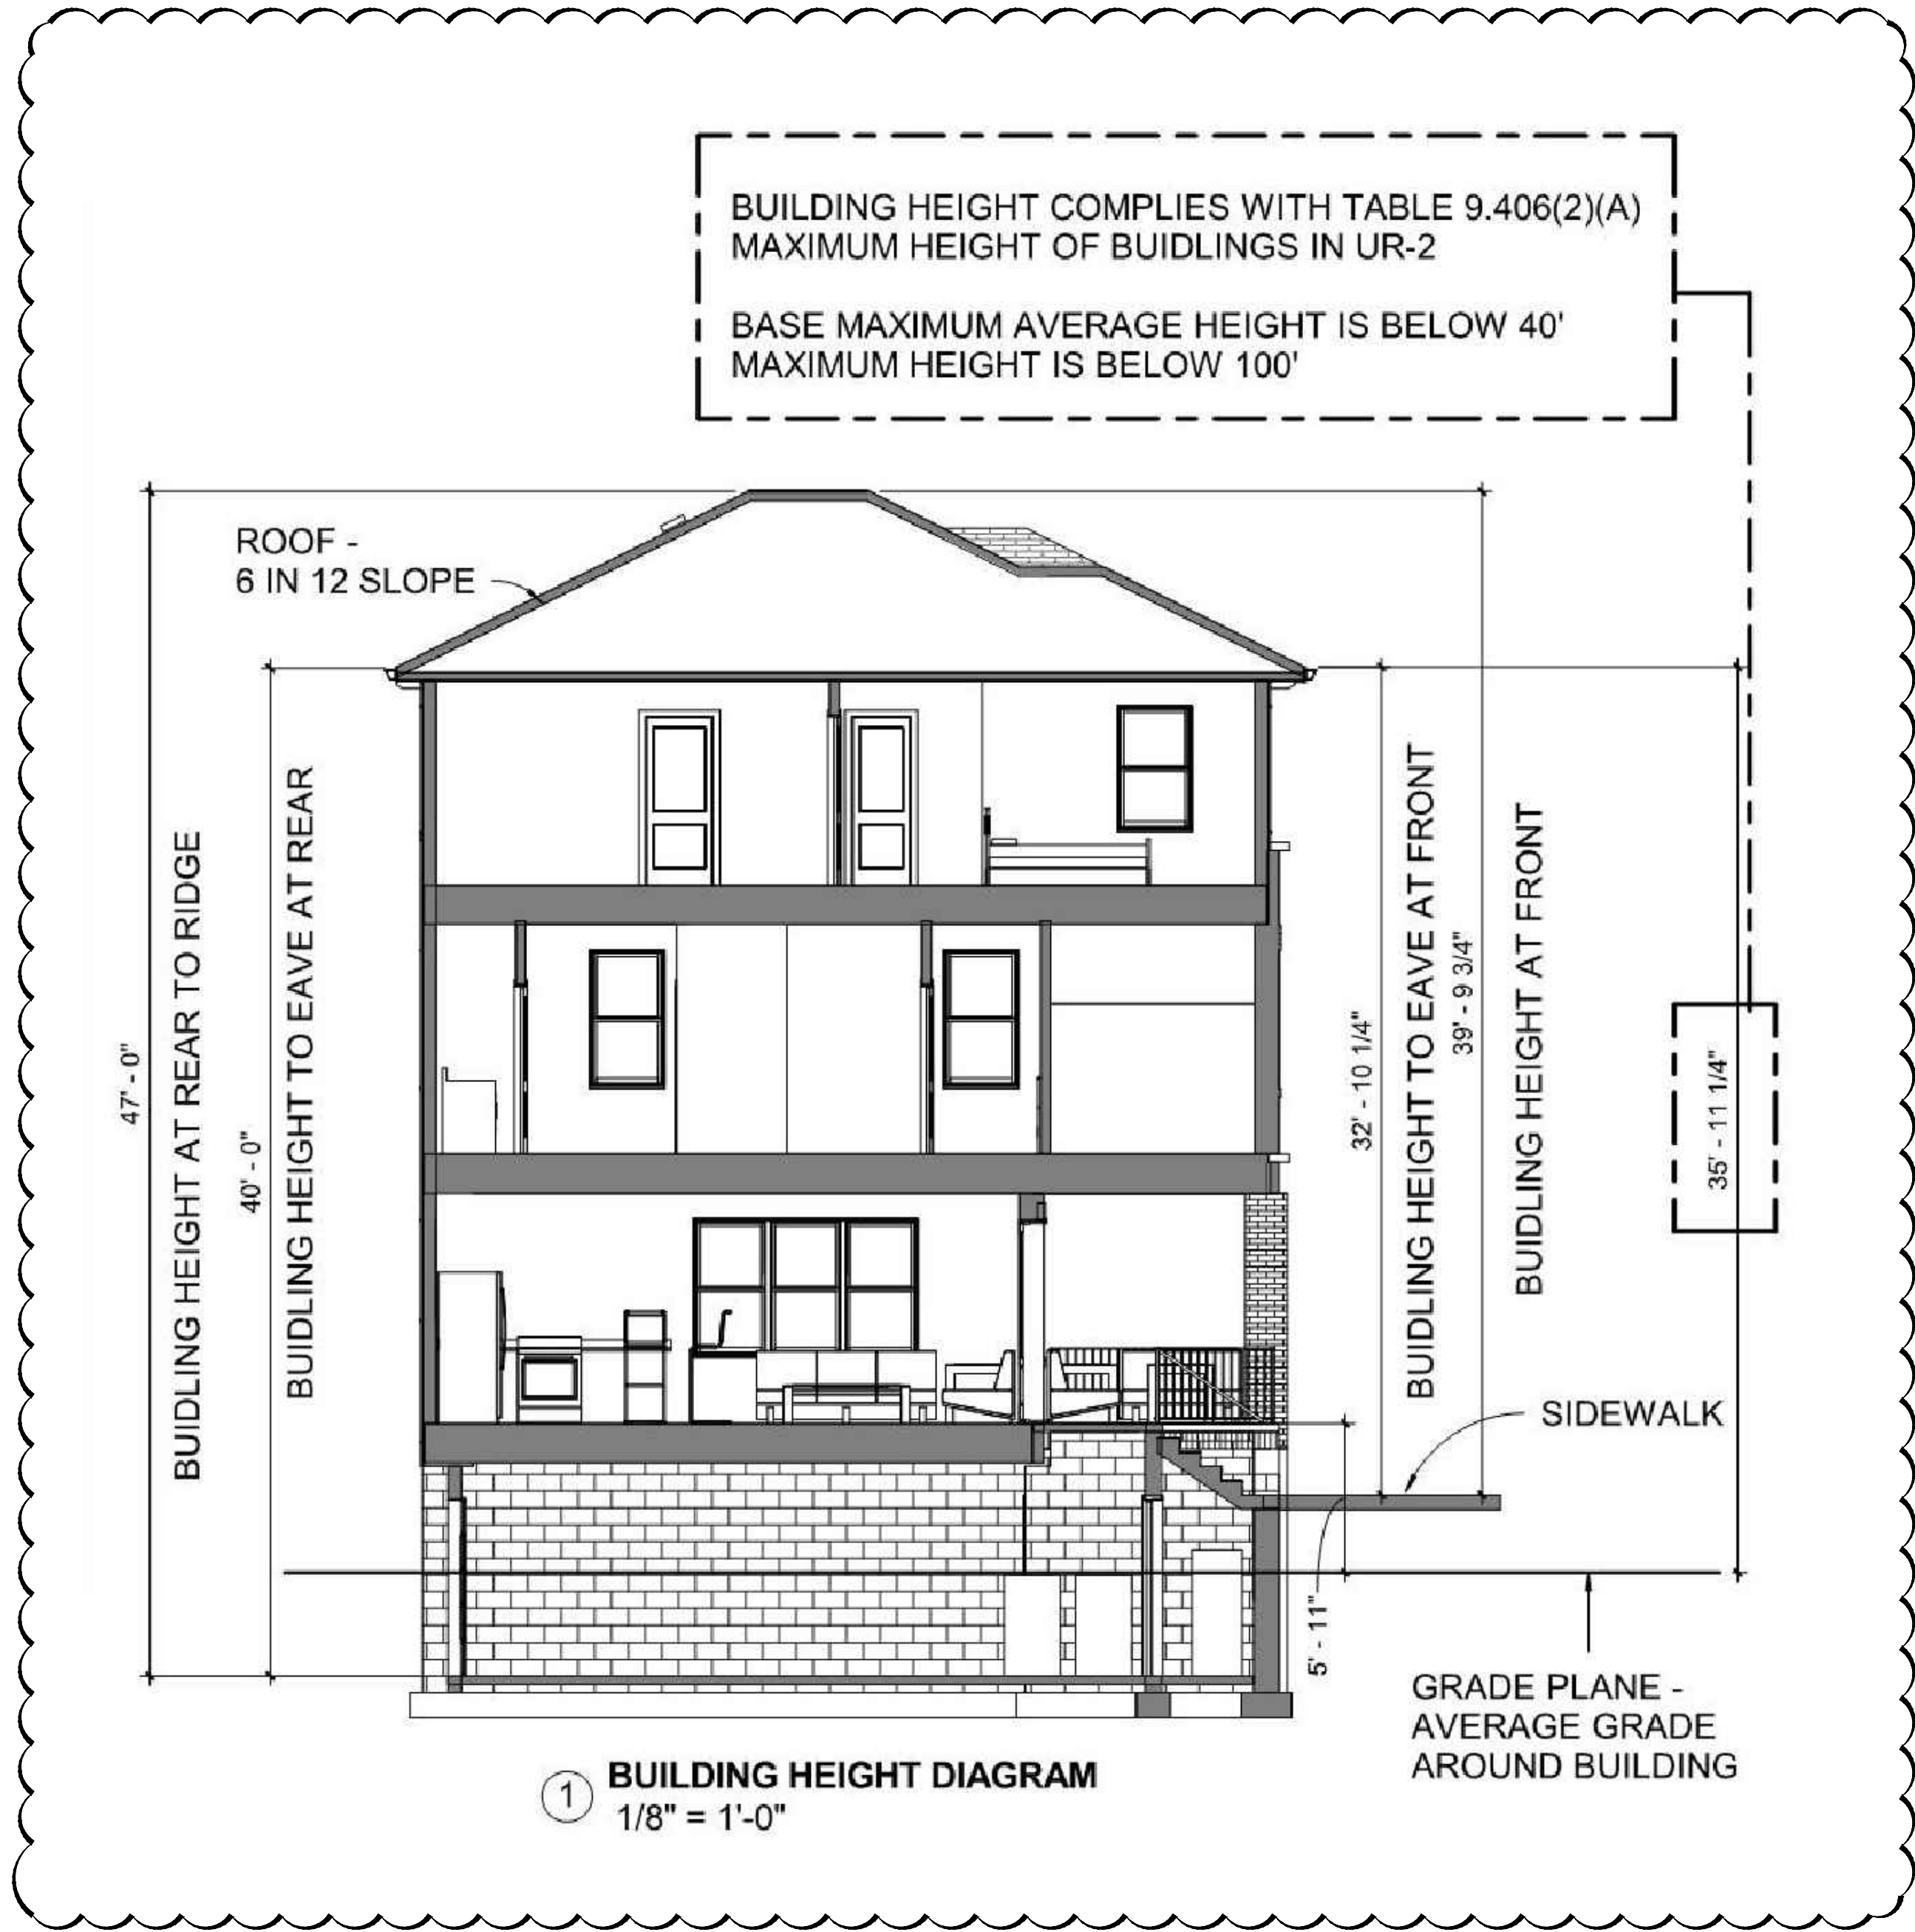 BUILDING HEIGHT COMPLIES WITH TABLE 9.406(2)(A)
MAXIMUM HEIGHT OF BUIDLINGS IN UR-2
BASE MAXIMUM AVERAGE HEIGHT IS BELOW 40'
MAXIMUM HEIGHT IS BELOW 100'
ROOF -
6 IN 12 SLOPE
47' - 0"
BUIDLING HEIGHT AT REAR TO RIDGE
40' - 0"
BUIDLING HEIGHT TO EAVE AT REAR
32' - 10 1/4"
BUIDLING HEIGHT TO EAVE AT FRONT
39' - 9 3/4"
BUIDLING HEIGHT AT FRONT
35' - 11 1/4"
SIDEWALK
5' - 11"
GRADE PLANE -
AVERAGE GRADE
AROUND BUILDING
1
BUILDING HEIGHT DIAGRAM
1/8" = 1'-0"